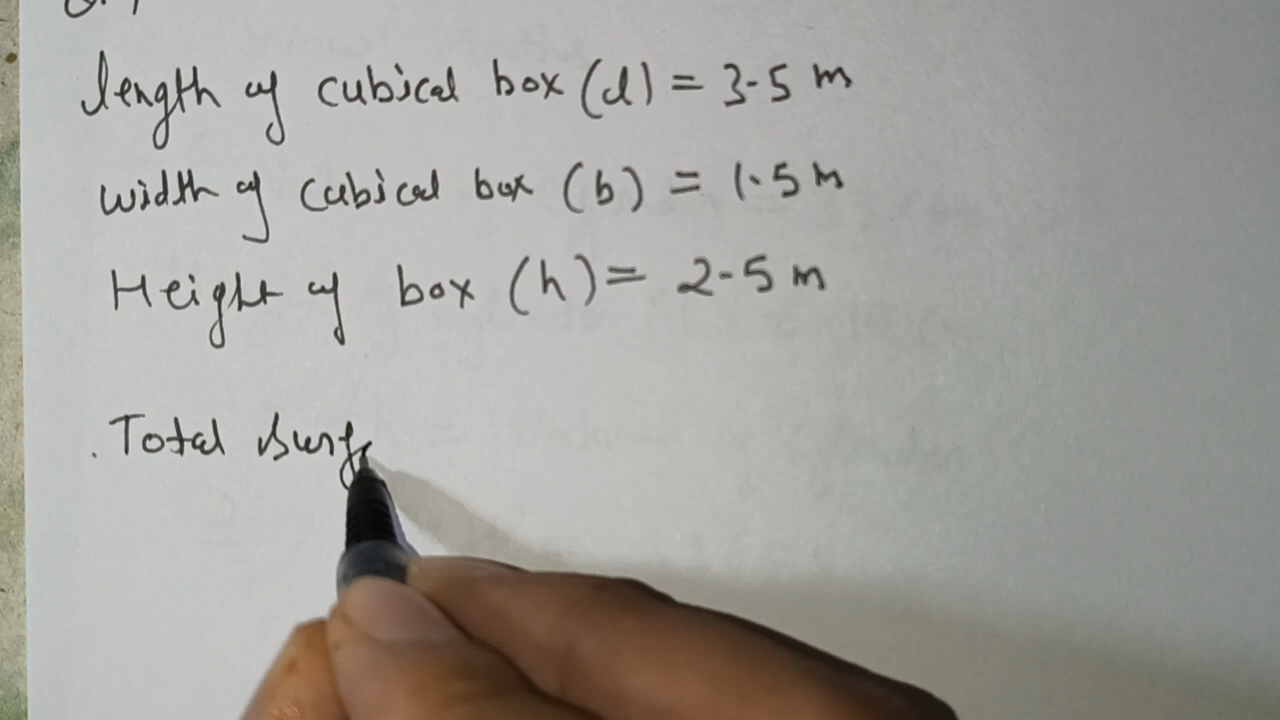 length of cubical box (l) = 3.5 m
width of cubical box (b) = 1.5 m
Height of box (h) = 2.5 m
. Total surf